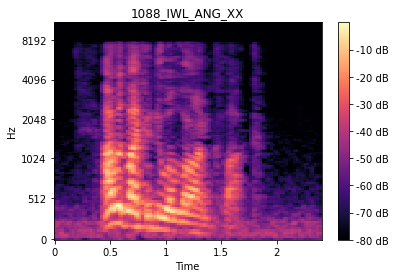 1088_IWL_ANG_XX
8192
4096
2048
1024
512
0
Hz
0
0.5
1
1.5
2
Time
-10 dB
-20 dB
-30 dB
-40 dB
-50 dB
-60 dB
-70 dB
-80 dB